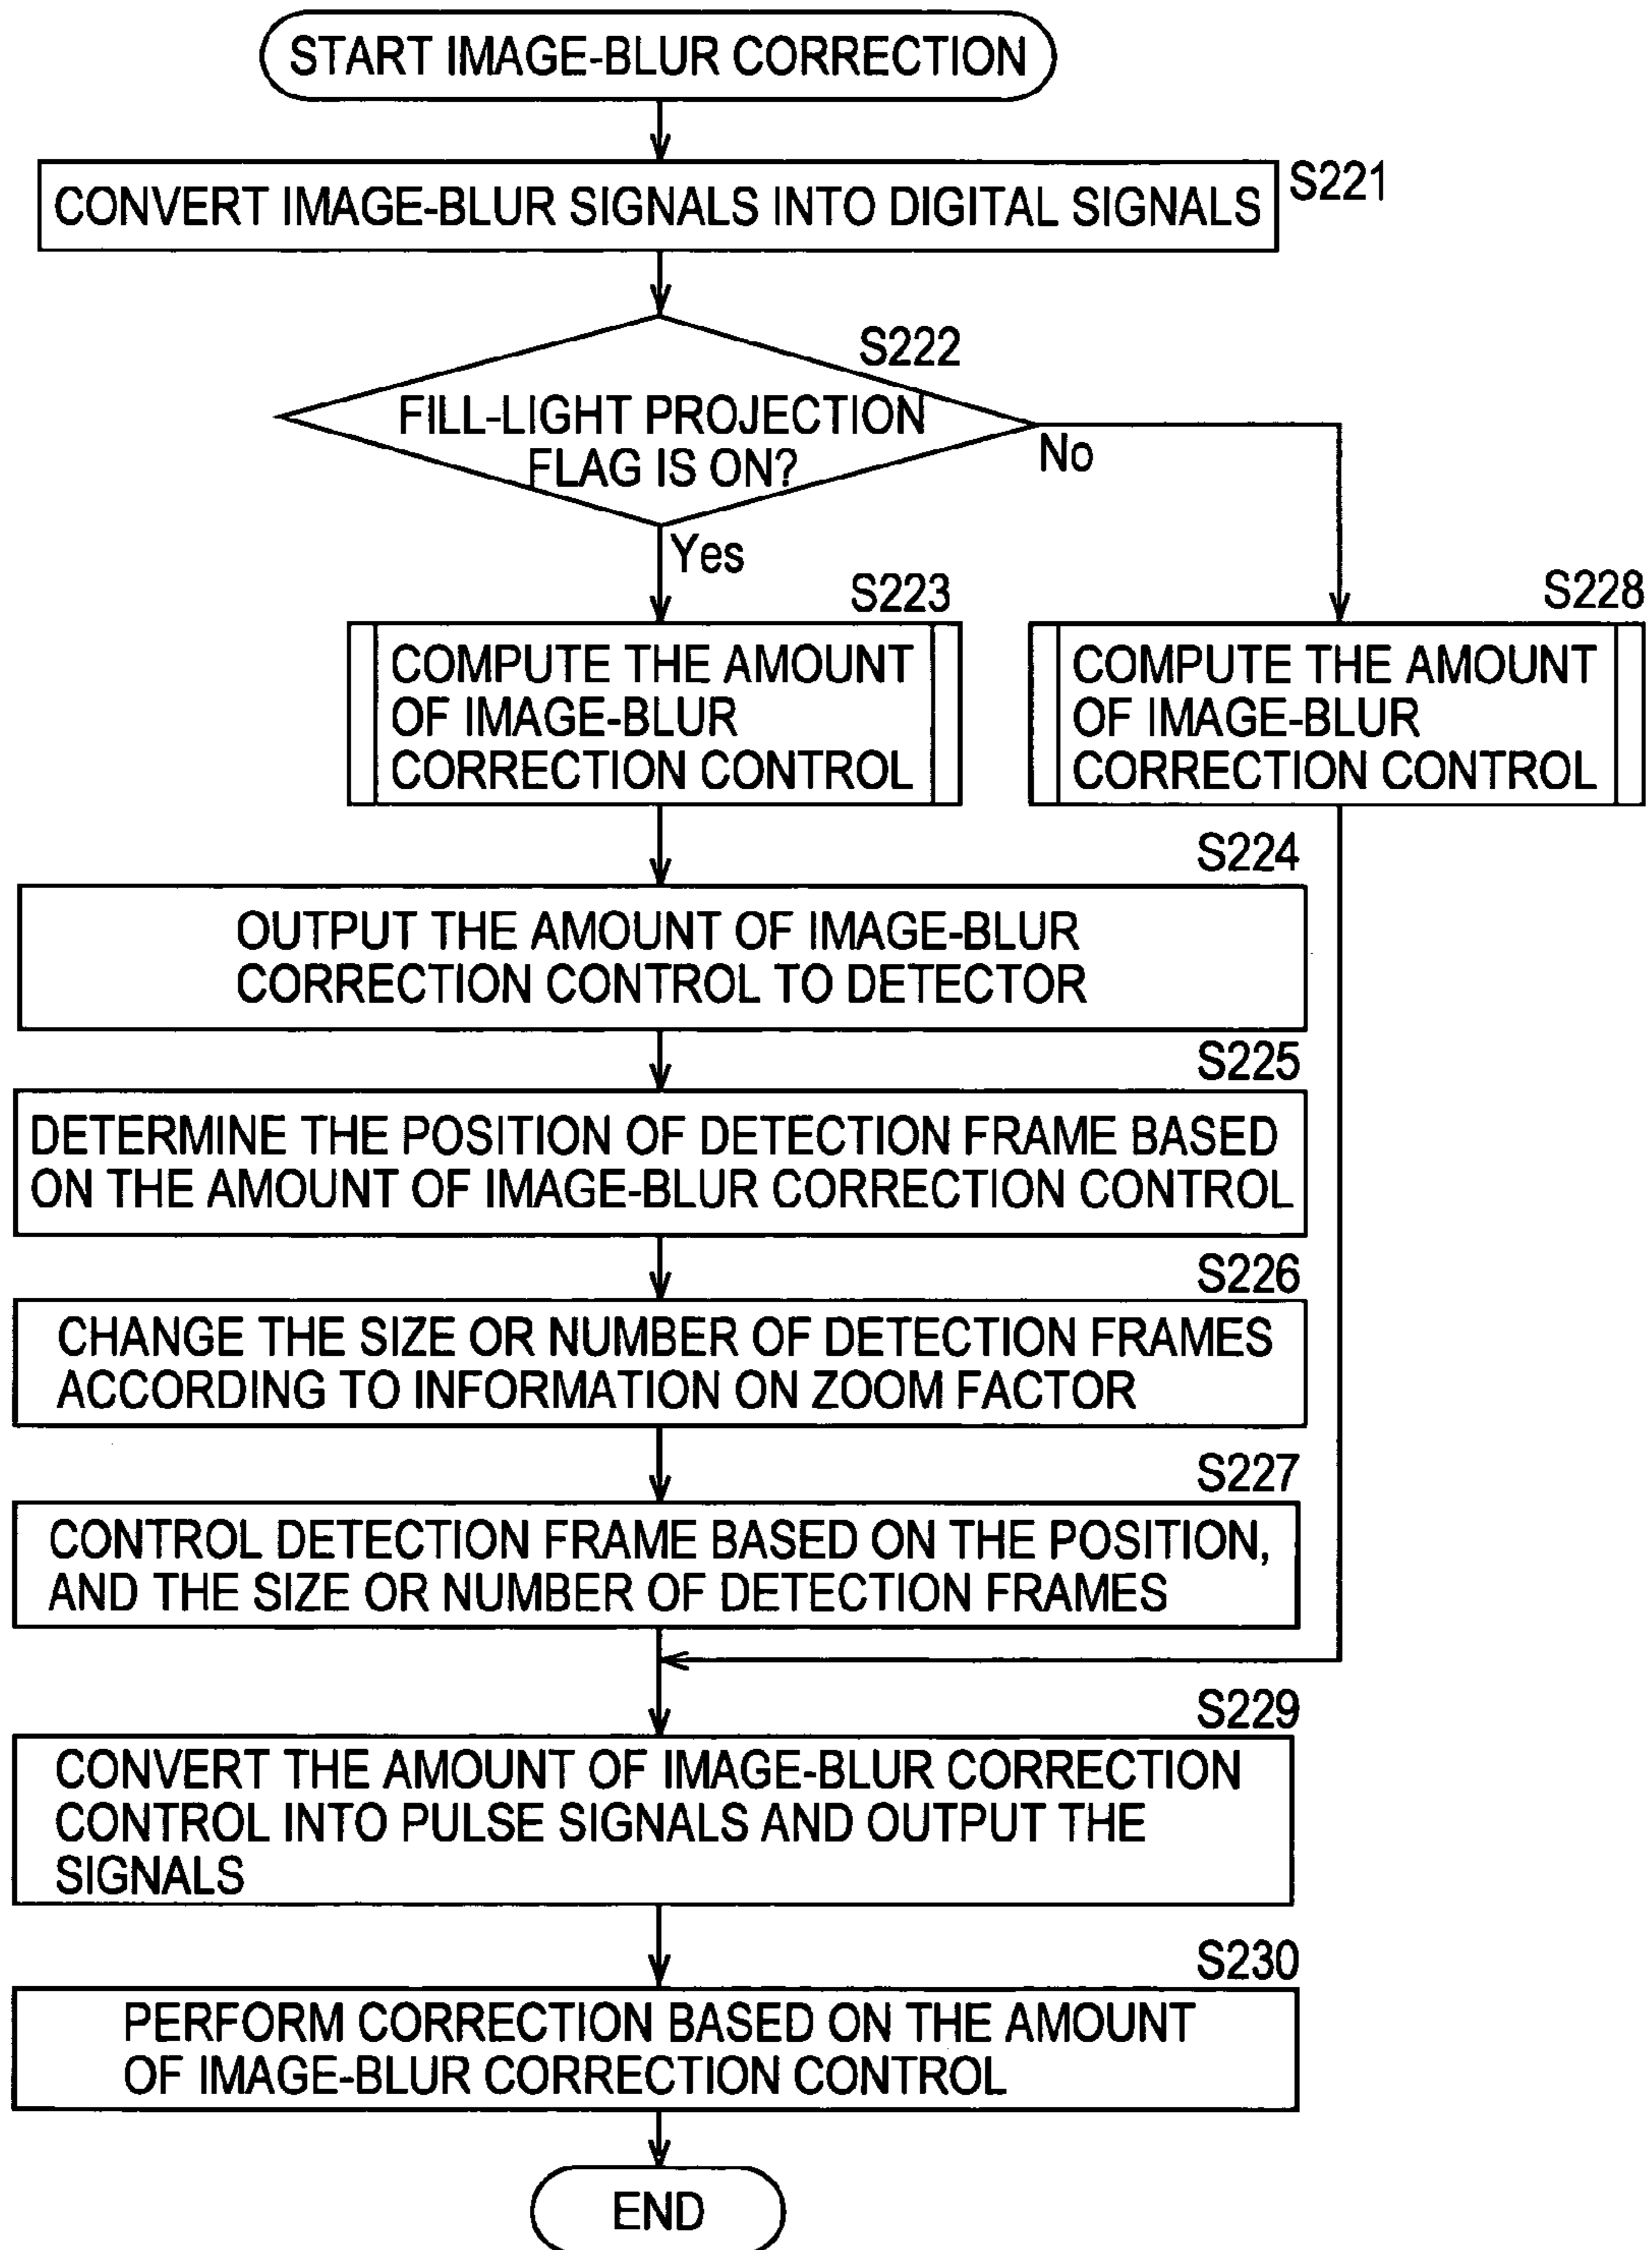 START IMAGE-BLUR CORRECTION
S221
CONVERT IMAGE-BLUR SIGNALS INTO DIGITAL SIGNALS
S222
FILL-LIGHT PROJECTION
FLAG IS ON?
No
Yes
S223
COMPUTE THE AMOUNT
OF IMAGE-BLUR
CORRECTION CONTROL
S228
COMPUTE THE AMOUNT
OF IMAGE-BLUR
CORRECTION CONTROL
S224
OUTPUT THE AMOUNT OF IMAGE-BLUR
CORRECTION CONTROL TO DETECTOR
S225
DETERMINE THE POSITION OF DETECTION FRAME BASED
ON THE AMOUNT OF IMAGE-BLUR CORRECTION CONTROL
S226
CHANGE THE SIZE OR NUMBER OF DETECTION FRAMES
ACCORDING TO INFORMATION ON ZOOM FACTOR
S227
CONTROL DETECTION FRAME BASED ON THE POSITION,
AND THE SIZE OR NUMBER OF DETECTION FRAMES
S229
CONVERT THE AMOUNT OF IMAGE-BLUR CORRECTION
CONTROL INTO PULSE SIGNALS AND OUTPUT THE
SIGNALS
S230
PERFORM CORRECTION BASED ON THE AMOUNT
OF IMAGE-BLUR CORRECTION CONTROL
END